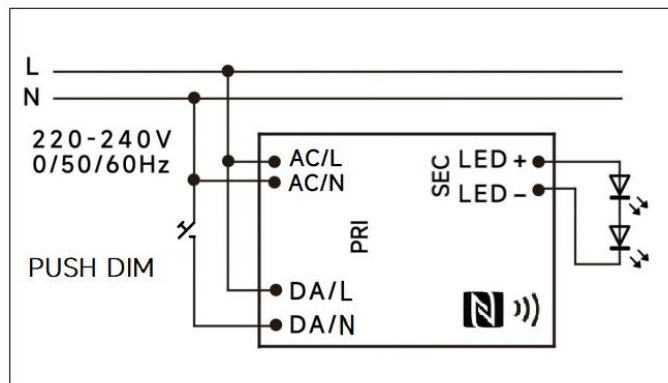 L
N
220-240V
0/50/60Hz
AC/L
AC/N
SEC
LED +
LED -
PRI
PUSH DIM
DA/L
DA/N